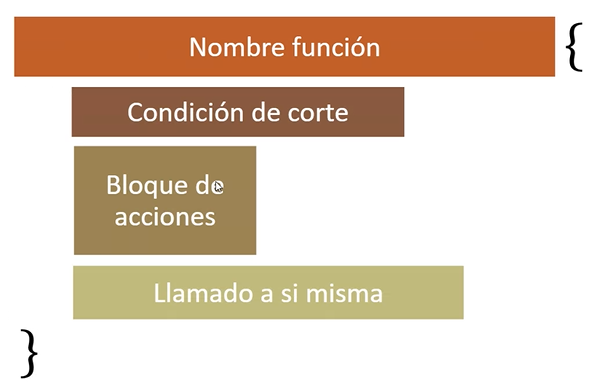 Nombre función {
Condición de corte
Bloque de
acciones
Llamado a si misma
}